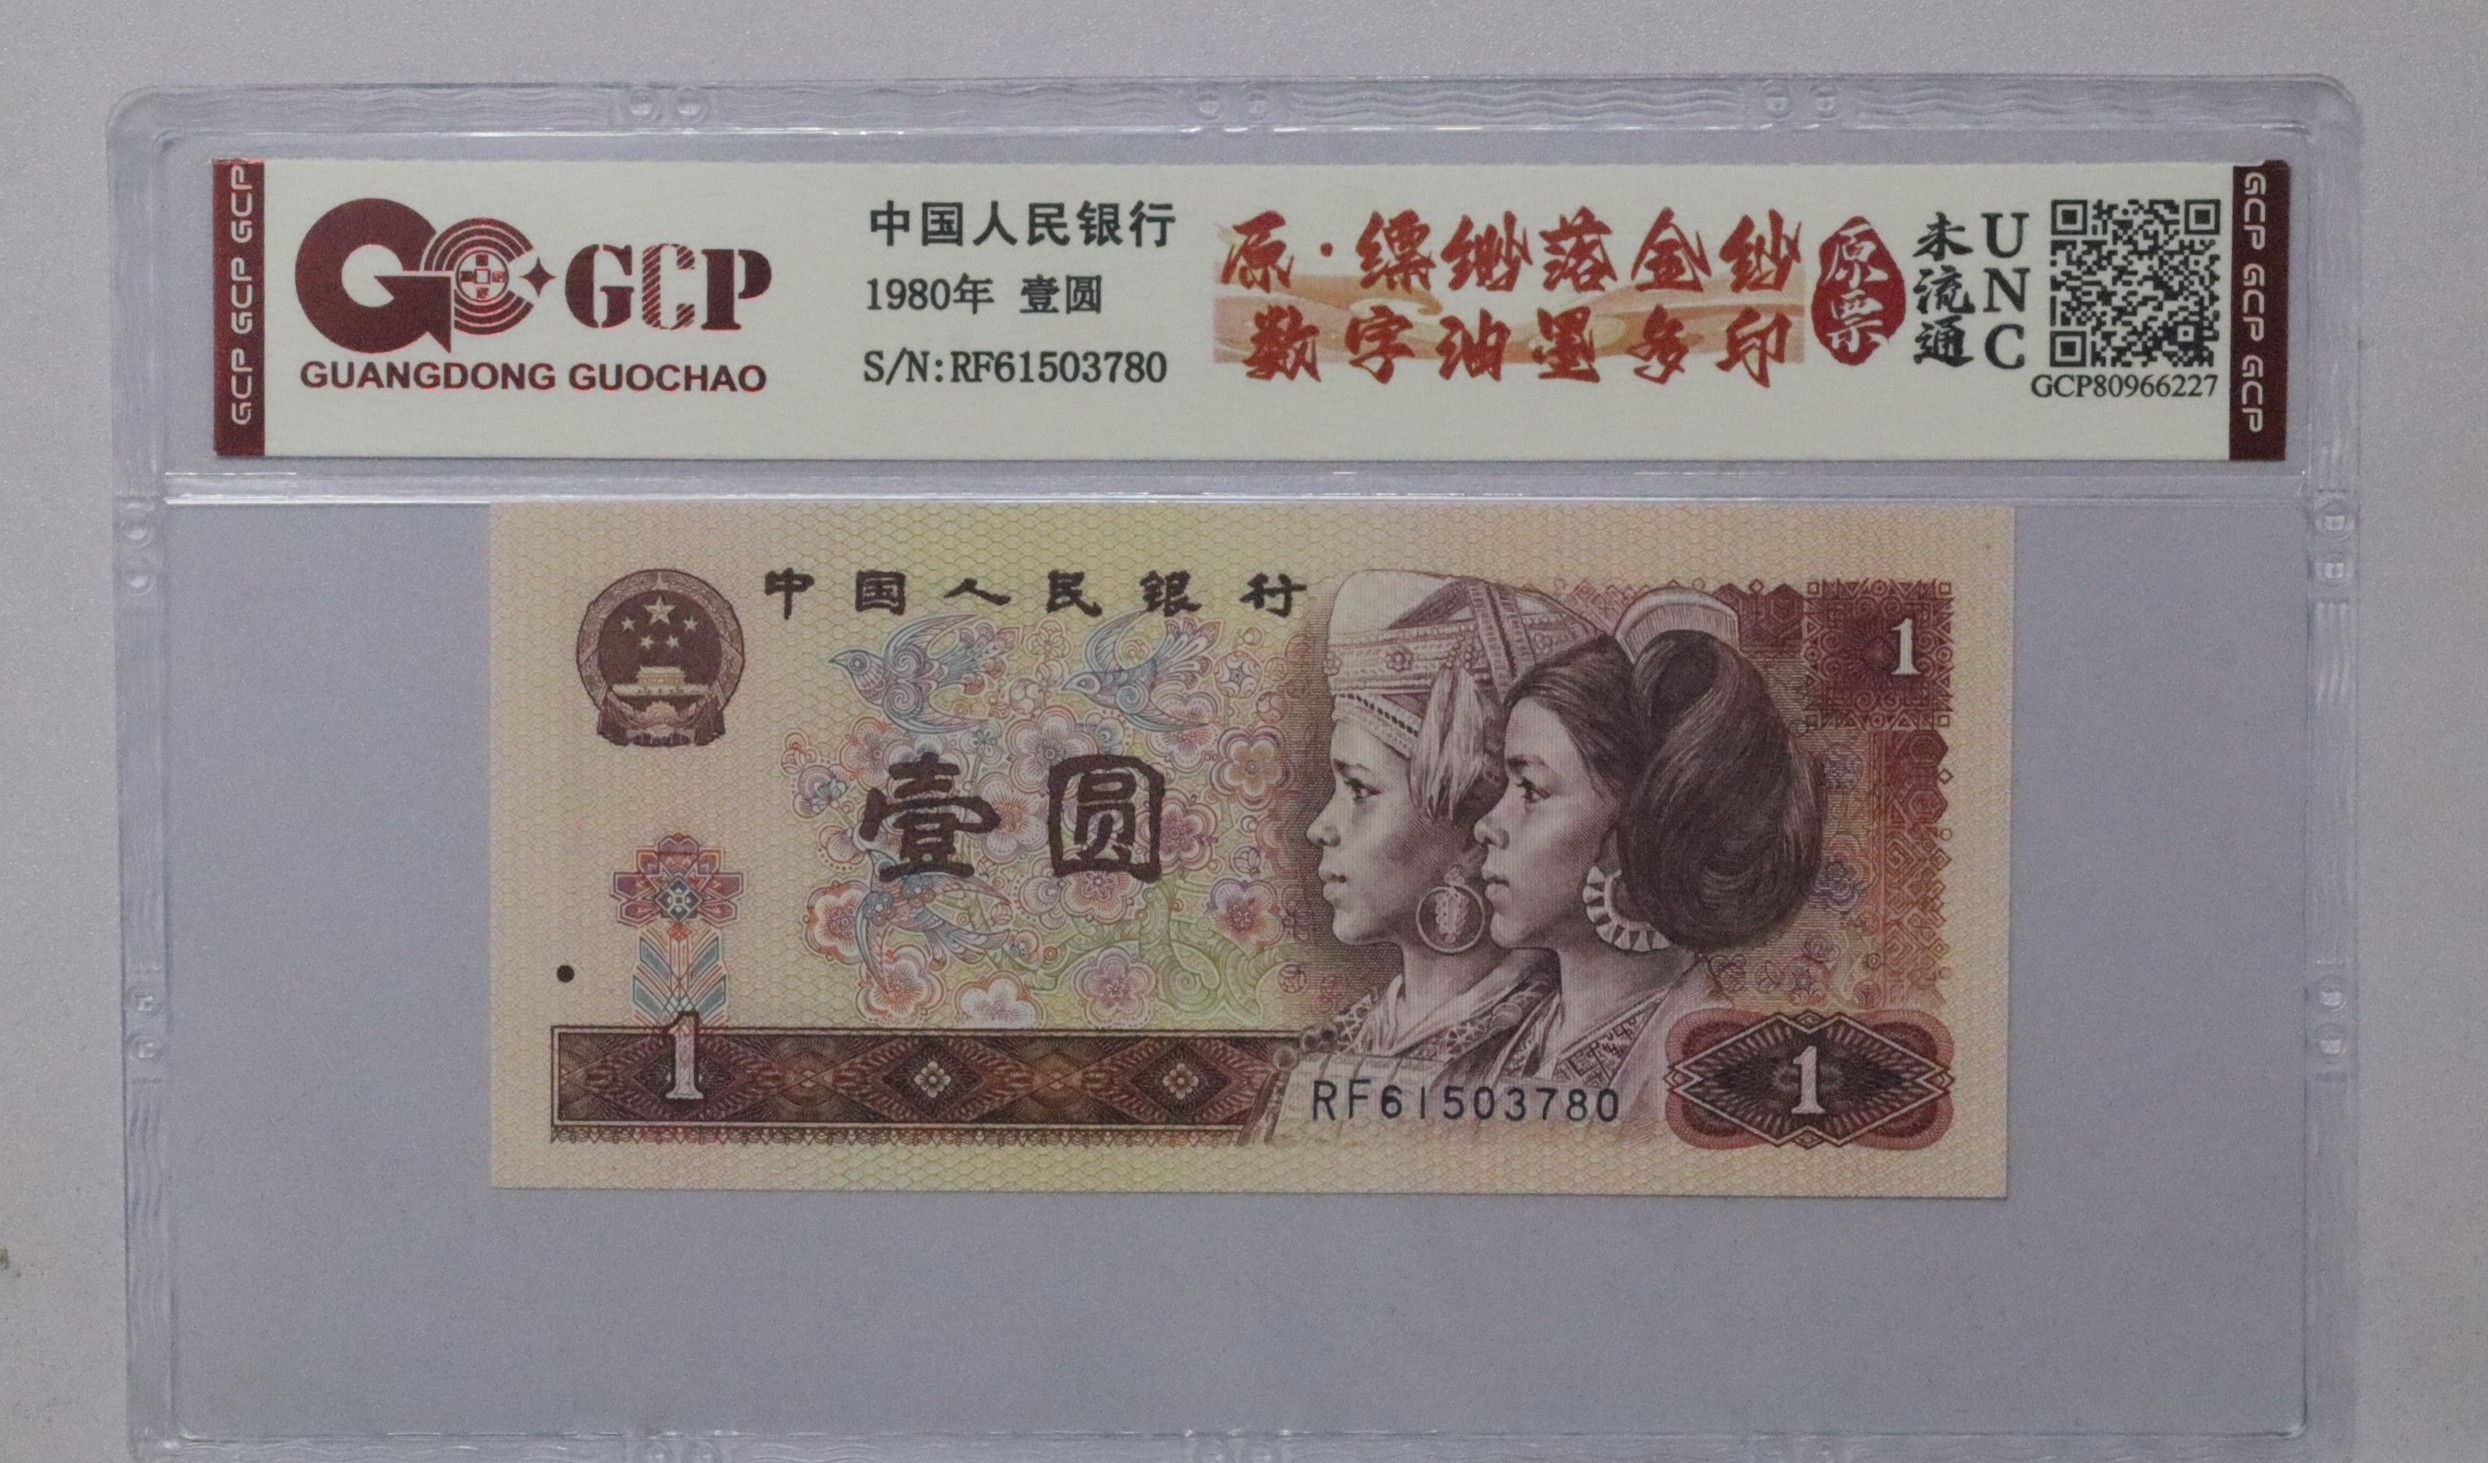 GCP GCP GCP
GCP
GUANGDONG GUOCHAO
中国人民银行
1980年 壹圆
S/N:RF61503780
原·缥缈落金纱
数字油墨多印
原票
未流通
UNC
GCP80966227
GCP GCP GCP
中国人民银行
1
壹圆
1
RF61503780
1